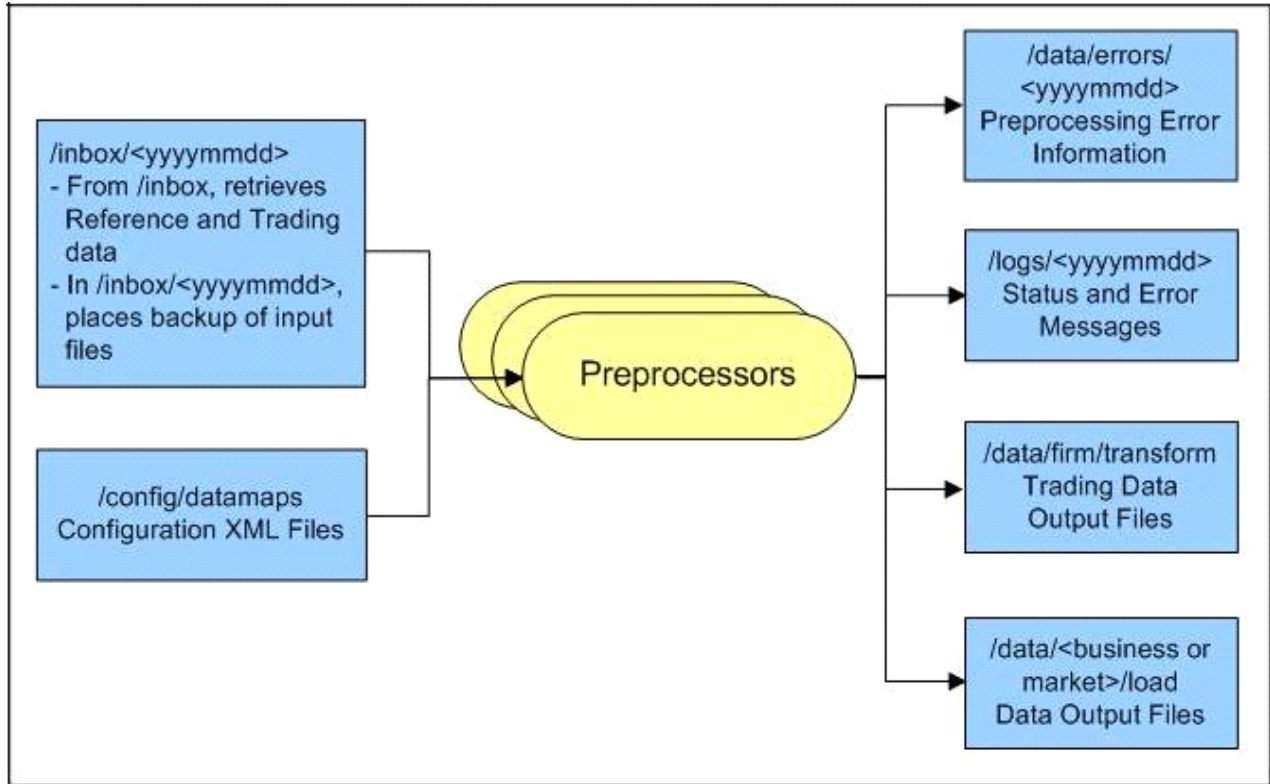 /inbox/<yyyymmdd>
- From /inbox, retrieves
Reference and Trading
data
- In /inbox/<yyyymmdd>,
places backup of input
files
/config/datamaps
Configuration XML Files
Preprocessors
/data/errors/
<yyyymmdd>
Preprocessing Error
Information
/logs/<yyyymmdd>
Status and Error
Messages
/data/firm/transform
Trading Data
Output Files
/data/<business or
market>/load
Data Output Files